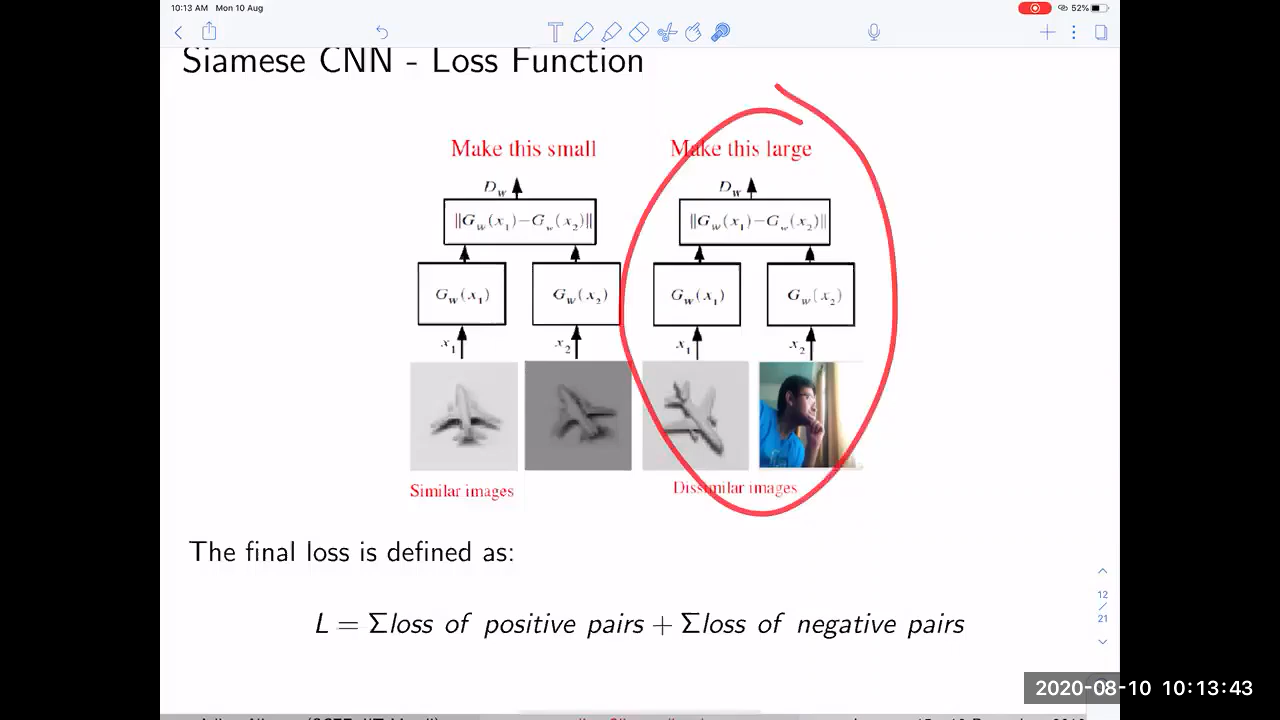 10:13 AM Mon 10 Aug
52%
Siamese CNN - Loss Function
Make this small
Make this large
D_W
D_W
||G_W(x_1)-G_w(x_2)||
||G_W(x_1)-G_w(x_2)||
G_W(x_1)
G_W(x_2)
G_W(x_1)
G_W(x_2)
x_1
x_2
x_1
x_2
Similar images
Dissimilar images
The final loss is defined as:
L = Σloss of positive pairs + Σloss of negative pairs
12
/
21
2020-08-10 10:13:43